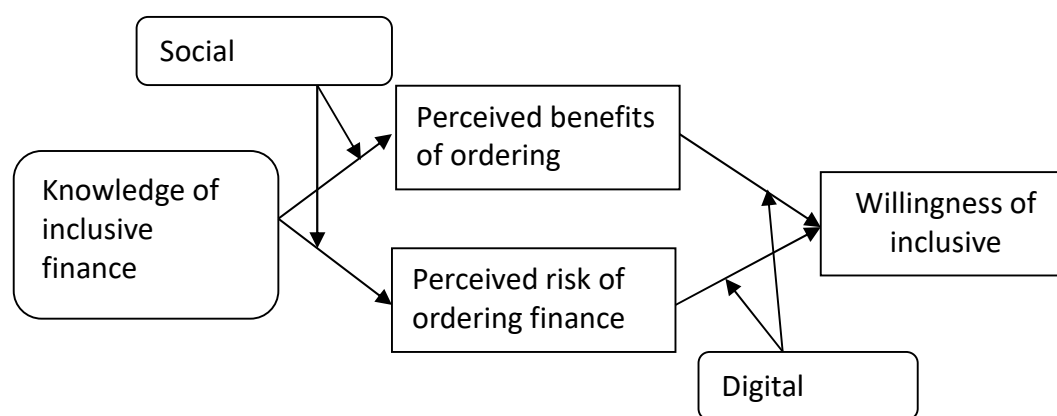 Social
Perceived benefits
of ordering
Knowledge of
inclusive
finance
Willingness of
inclusive
Perceived risk of
ordering finance
Digital